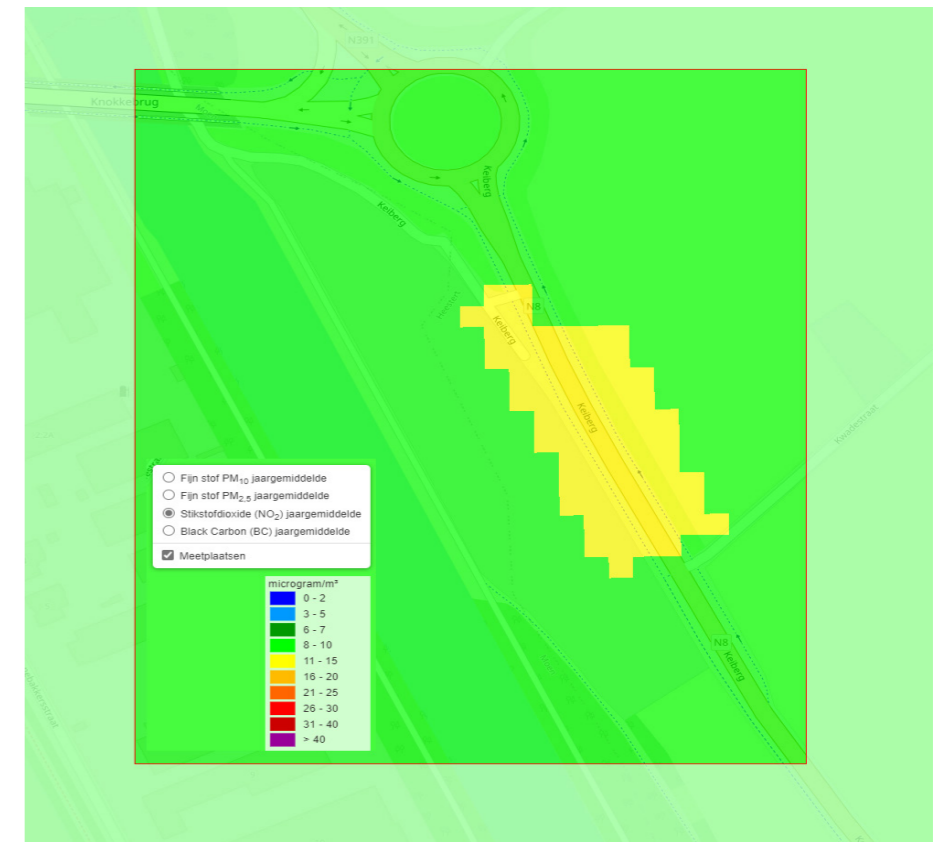 N391
Knokkebrug
Keiberg
Keiberg
N8
Keiberg
Keiberg
Kwadestraat
Fijn stof PM₁₀ jaargemiddelde
Fijn stof PM₂,₅ jaargemiddelde
Stikstofdioxide (NO₂) jaargemiddelde
Black Carbon (BC) jaargemiddelde
Meetplaatsen
microgram/m³
0 - 2
3 - 5
6 - 7
8 - 10
11 - 15
16 - 20
21 - 25
26 - 30
31 - 40
> 40
N8
Keiberg